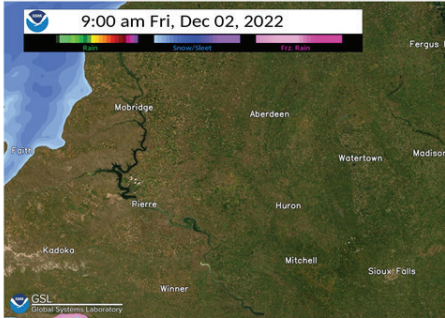 9:00 am Fri, Dec 02, 2022
Rain
Snow/Sleet
Frz. Rain
Fergus
Mobridge
Aberdeen
Faith
Watertown
Madison
Pierre
Huron
Kadoka
Mitchell
Sioux Falls
Winner
GSL
Global Systems Laboratory